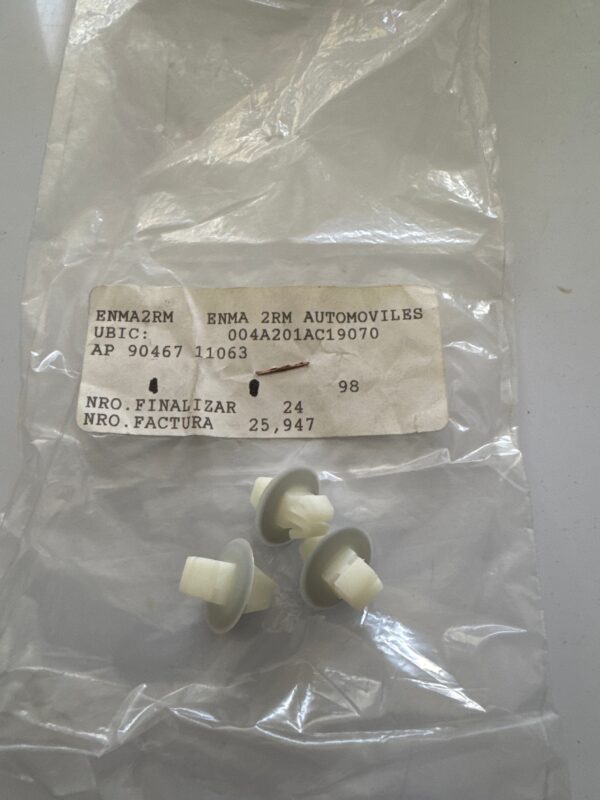 ENMA2RM ENMA 2RM AUTOMOVILES
UBIC: 004A201AC19070
AP 90467 11063
98
NRO.FINALIZAR 24
NRO.FACTURA 25,947